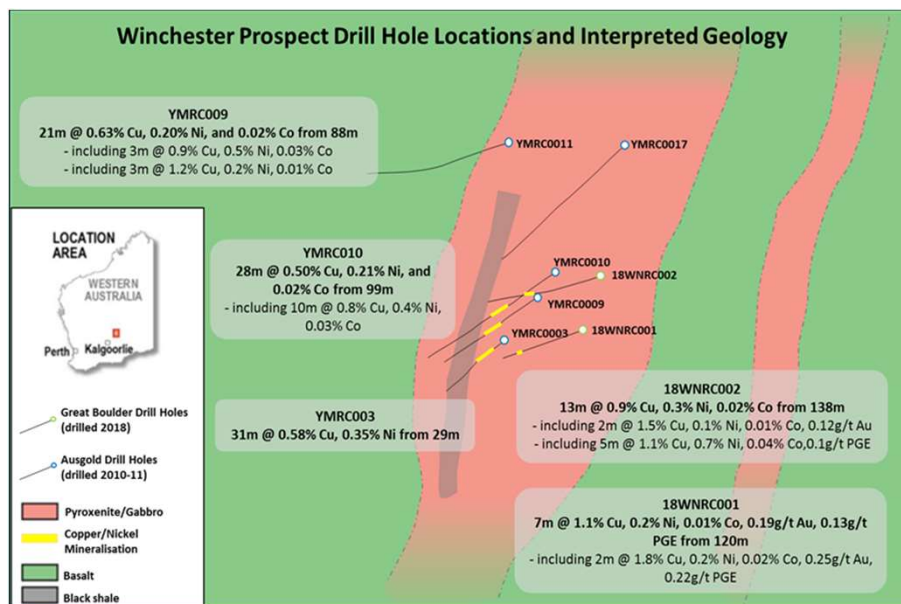 Winchester Prospect Drill Hole Locations and Interpreted Geology
YMRC009
21m @ 0.63% Cu, 0.20% Ni, and 0.02% Co from 88m
- including 3m @ 0.9% Cu, 0.5% Ni, 0.03% Co
- including 3m @ 1.2% Cu, 0.2% Ni, 0.01% Co
YMRC0011
YMRC0017
LOCATION
AREA
WESTERN
AUSTRALIA
Perth
Kalgoorlie
YMRC010
28m @ 0.50% Cu, 0.21% Ni, and
0.02% Co from 99m
- including 10m @ 0.8% Cu, 0.4% Ni,
0.03% Co
YMRC0010
18WNRC002
YMRC0009
YMRC0003
18WNRC001
YMRC003
31m @ 0.58% Cu, 0.35% Ni from 29m
18WNRC002
13m @ 0.9% Cu, 0.3% Ni, 0.02% Co from 138m
- including 2m @ 1.5% Cu, 0.1% Ni, 0.01% Co, 0.12g/t Au
- including 5m @ 1.1% Cu, 0.7% Ni, 0.04% Co,0.1g/t PGE
18WNRC001
7m @ 1.1% Cu, 0.2% Ni, 0.01% Co, 0.19g/t Au, 0.13g/t
PGE from 120m
- including 2m @ 1.8% Cu, 0.2% Ni, 0.02% Co, 0.25g/t Au,
0.22g/t PGE
Great Boulder Drill Holes
(drilled 2018)
Ausgold Drill Holes
(drilled 2010-11)
Pyroxenite/Gabbro
Copper/Nickel
Mineralisation
Basalt
Black shale